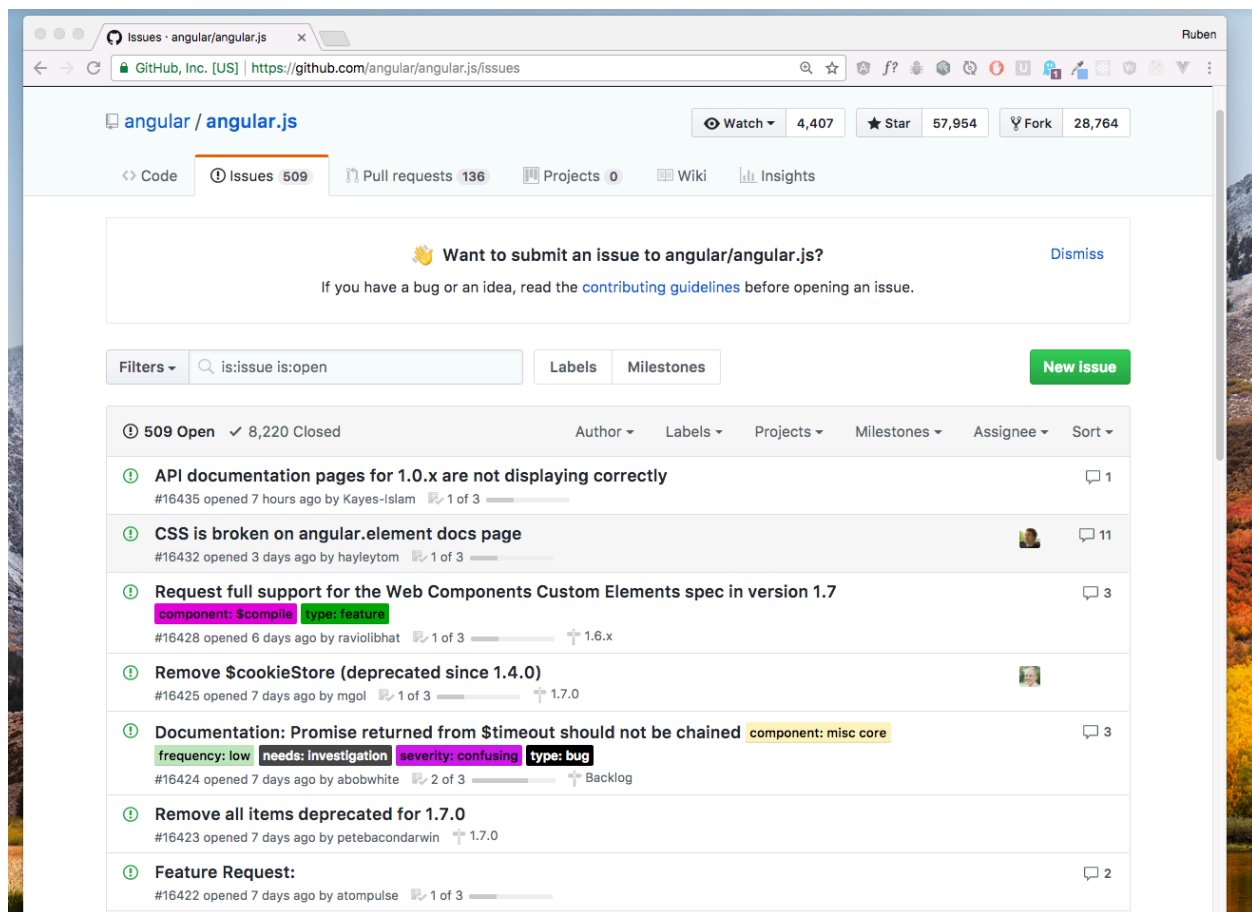 Issues · angular/angular.js
Ruben
GitHub, Inc. [US] | https://github.com/angular/angular.js/issues
angular / angular.js
Watch 4,407
Star 57,954
Fork 28,764
Code
Issues 509
Pull requests 136
Projects 0
Wiki
Insights
Want to submit an issue to angular/angular.js?
Dismiss
If you have a bug or an idea, read the contributing guidelines before opening an issue.
Filters
is:issue is:open
Labels
Milestones
New issue
509 Open 8,220 Closed
Author
Labels
Projects
Milestones
Assignee
Sort
API documentation pages for 1.0.x are not displaying correctly
1
#16435 opened 7 hours ago by Kayes-Islam 1 of 3
CSS is broken on angular.element docs page
11
#16432 opened 3 days ago by hayleytom 1 of 3
Request full support for the Web Components Custom Elements spec in version 1.7
3
component: $compile type: feature
#16428 opened 6 days ago by raviolibhat 1 of 3 1.6.x
Remove $cookieStore (deprecated since 1.4.0)
#16425 opened 7 days ago by mgol 1 of 3 1.7.0
Documentation: Promise returned from $timeout should not be chained component: misc core
3
frequency: low needs: investigation severity: confusing type: bug
#16424 opened 7 days ago by abobwhite 2 of 3 Backlog
Remove all items deprecated for 1.7.0
#16423 opened 7 days ago by petebacondarwin 1.7.0
Feature Request:
2
#16422 opened 7 days ago by atompulse 1 of 3